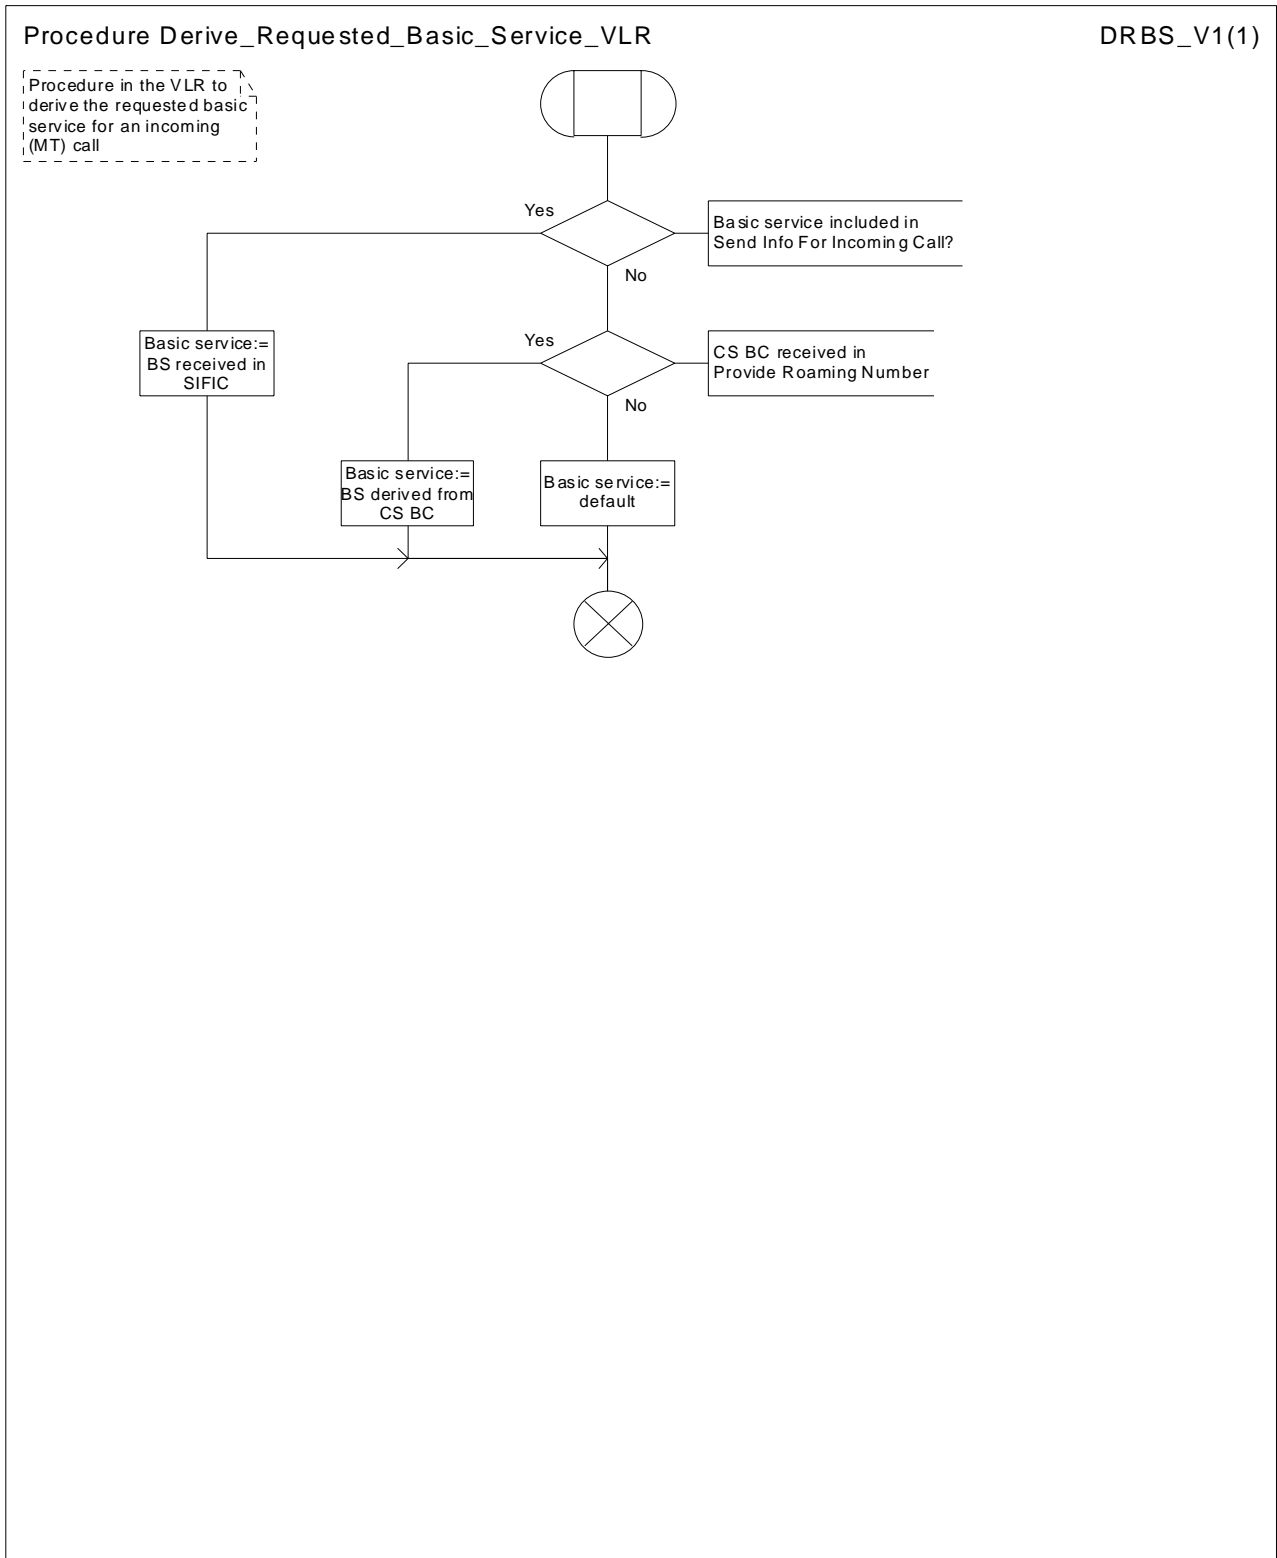 Procedure Derive_Requested_Basic_Service_VLR
DRBS_V1(1)
Procedure in the VLR to
derive the requested basic
service for an incoming
(MT) call
Yes
Basic service included in
Send Info For Incoming Call?
No
Basic service:=
BS received in
SIFIC
Yes
CS BC received in
Provide Roaming Number
No
Basic service:=
BS derived from
CS BC
Basic service:=
default